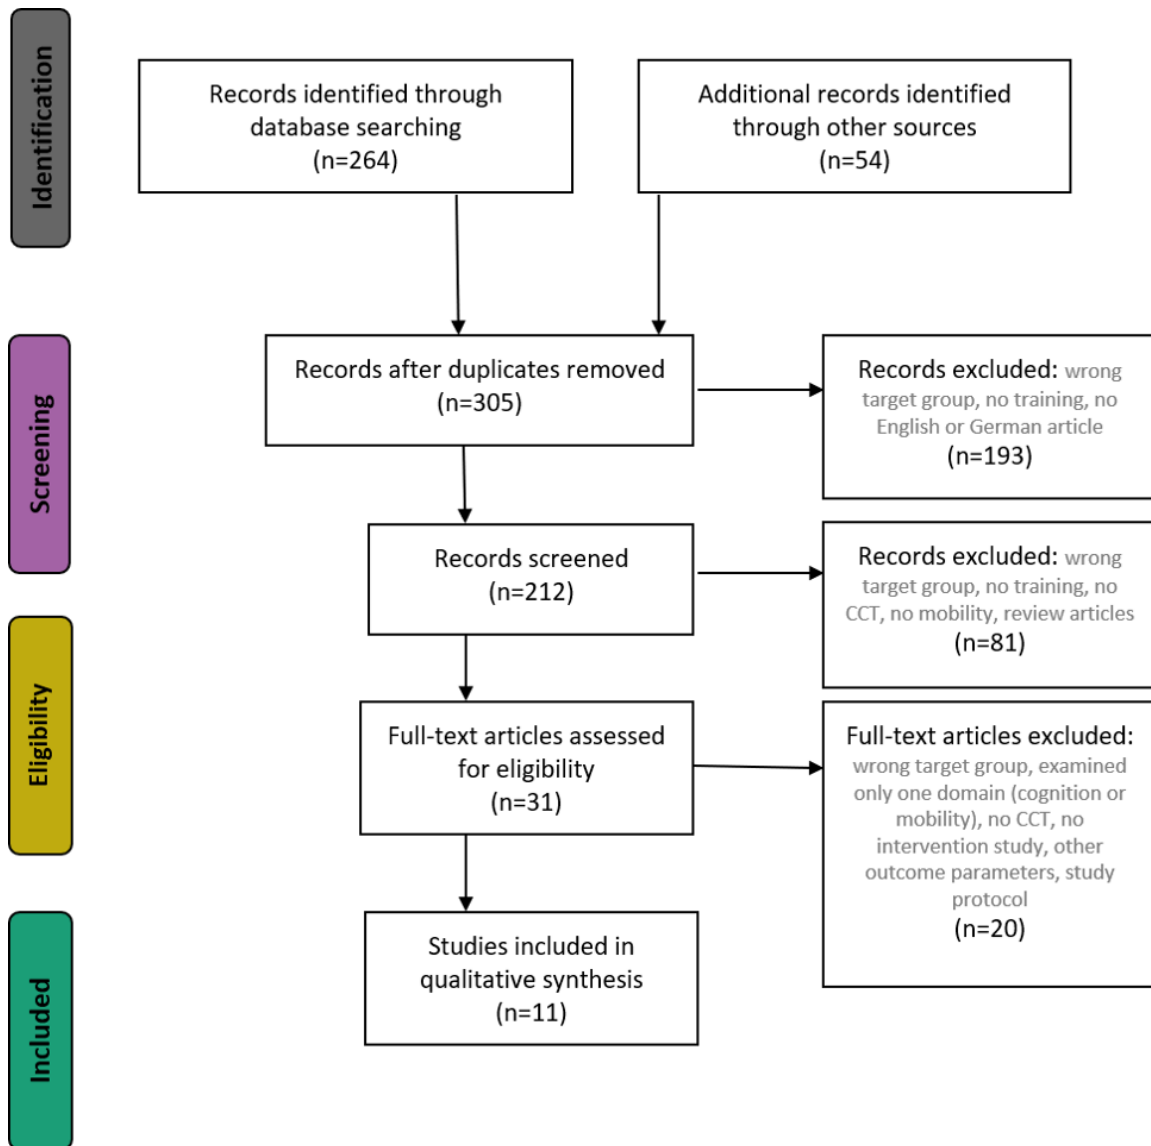 Identification
Records identified through
database searching
(n=264)
Additional records identified
through other sources
(n=54)
Screening
Records after duplicates removed
(n=305)
Records excluded: wrong
target group, no training, no
English or German article
(n=193)
Records screened
(n=212)
Records excluded: wrong
target group, no training, no
CCT, no mobility, review articles
(n=81)
Eligibility
Full-text articles assessed
for eligibility
(n=31)
Full-text articles excluded:
wrong target group, examined
only one domain (cognition or
mobility), no CCT, no
intervention study, other
outcome parameters, study
protocol
(n=20)
Included
Studies included in
qualitative synthesis
(n=11)